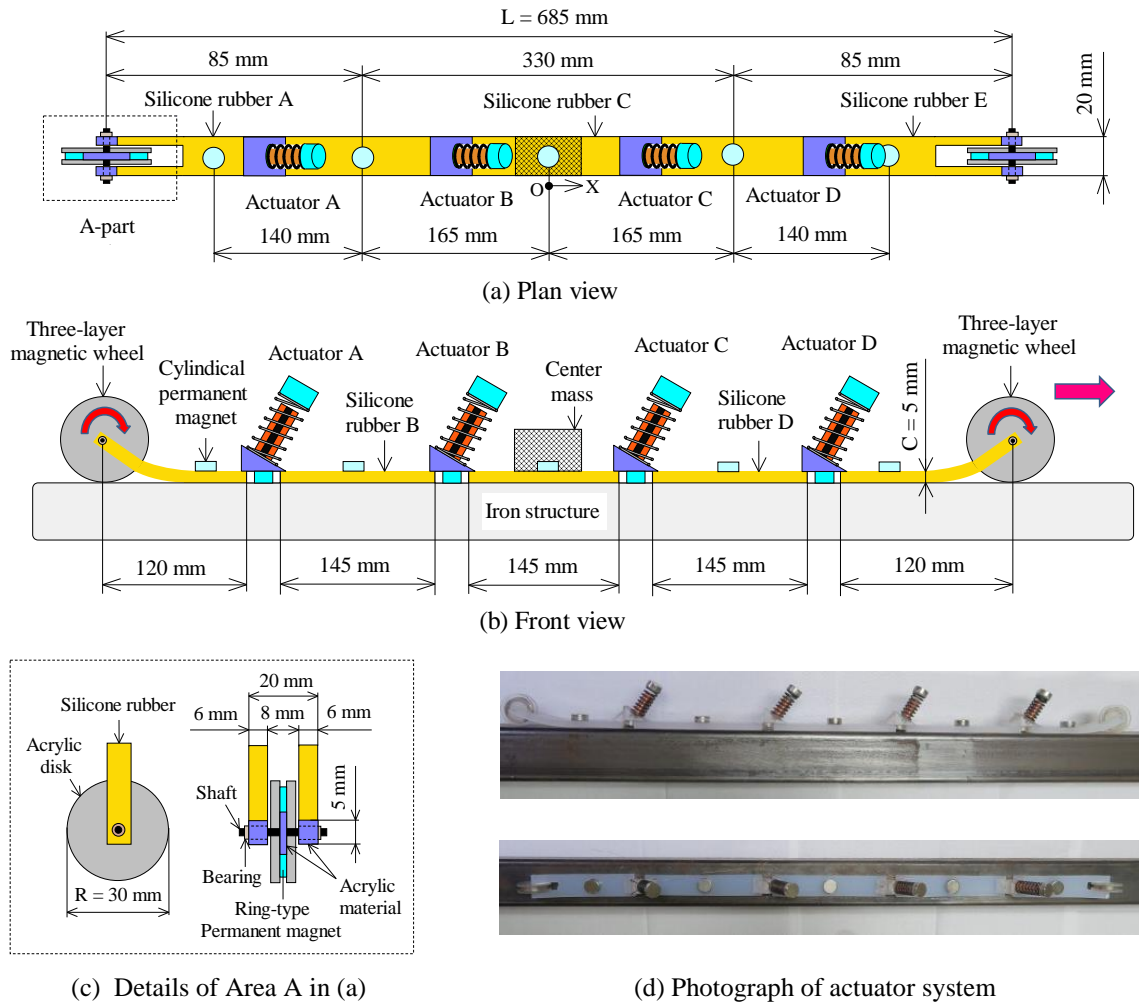 L = 685 mm
85 mm
330 mm
85 mm
Silicone rubber A
Silicone rubber C
Silicone rubber E
20 mm
A-part
Actuator A
Actuator B
O
X
Actuator C
Actuator D
140 mm
165 mm
165 mm
140 mm
(a) Plan view
Three-layer
magnetic wheel
Cylindical
permanent
magnet
Actuator A
Silicone
rubber B
Actuator B
Center
mass
Actuator C
Silicone
rubber D
Actuator D
C = 5 mm
Three-layer
magnetic wheel
Iron structure
120 mm
145 mm
145 mm
145 mm
120 mm
(b) Front view
Silicone rubber
Acrylic
disk
R = 30 mm
20 mm
6 mm
8 mm
6 mm
5 mm
Shaft
Bearing
Ring-type
Permanent magnet
Acrylic
material
(c) Details of Area A in (a)
(d) Photograph of actuator system